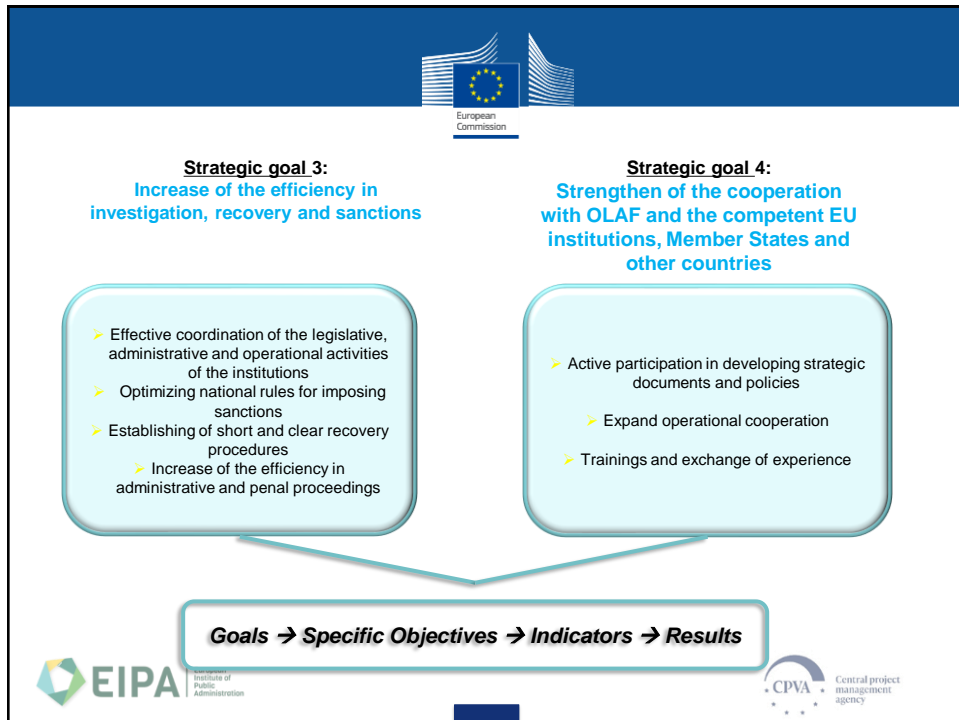 European
Commission
Strategic goal 3:
Increase of the efficiency in
investigation, recovery and sanctions
Strategic goal 4:
Strengthen of the cooperation
with OLAF and the competent EU
institutions, Member States and
other countries
➢ Effective coordination of the legislative,
administrative and operational activities
of the institutions
➢ Optimizing national rules for imposing
sanctions
➢ Establishing of short and clear recovery
procedures
➢ Increase of the efficiency in
administrative and penal proceedings
➢ Active participation in developing strategic
documents and policies
➢ Expand operational cooperation
➢ Trainings and exchange of experience
Goals → Specific Objectives → Indicators → Results
EIPA
European
Institute of
Public
Administration
CPVA
Central project
management
agency